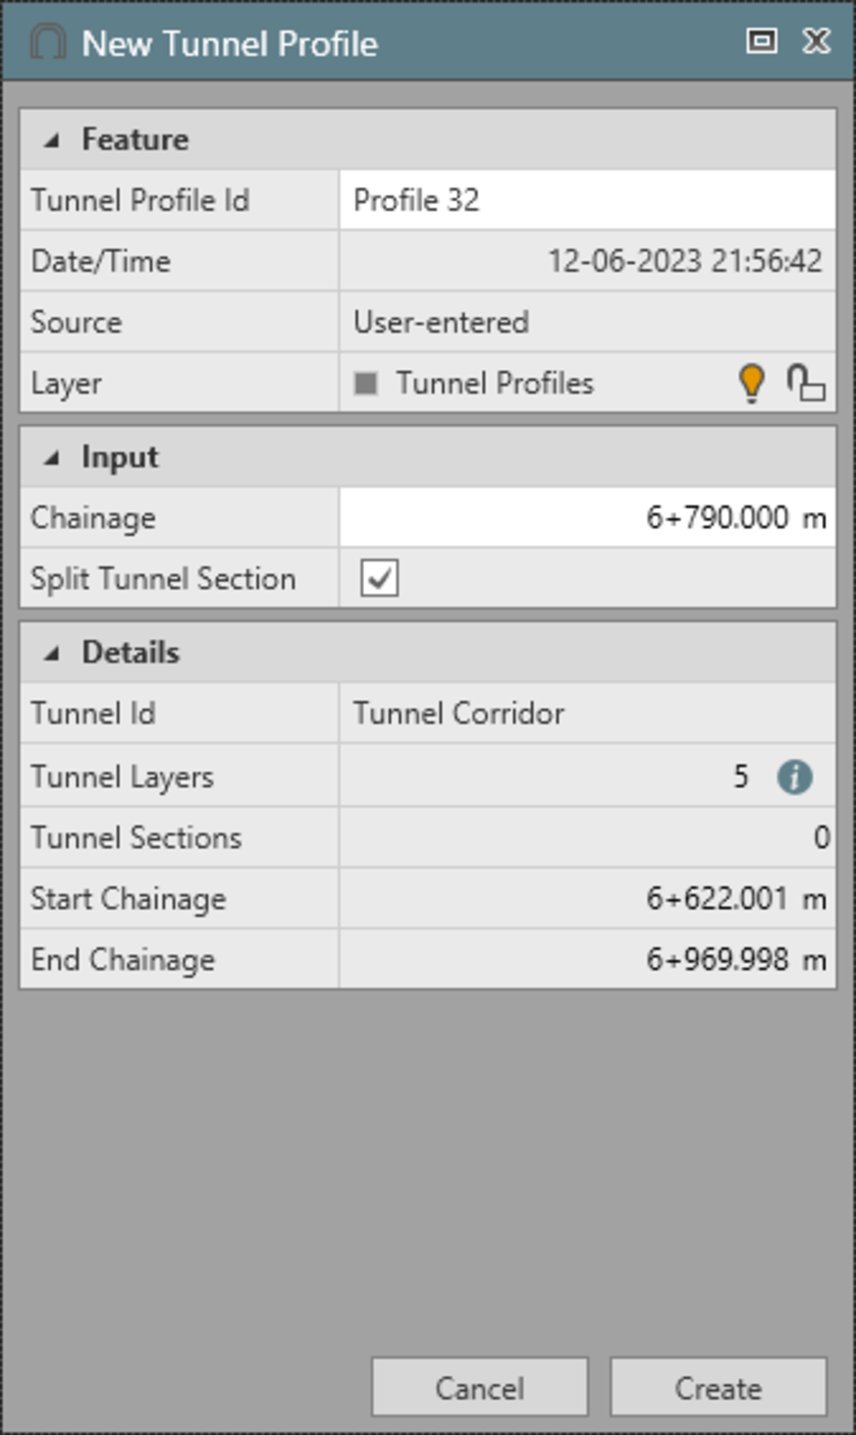 New Tunnel Profile
Feature
Tunnel Profile Id Profile 32
Date/Time 12-06-2023 21:56:42
Source User-entered
Layer Tunnel Profiles
Input
Chainage 6+790.000 m
Split Tunnel Section
Details
Tunnel Id Tunnel Corridor
Tunnel Layers 5
Tunnel Sections 0
Start Chainage 6+622.001 m
End Chainage 6+969.998 m
Cancel Create